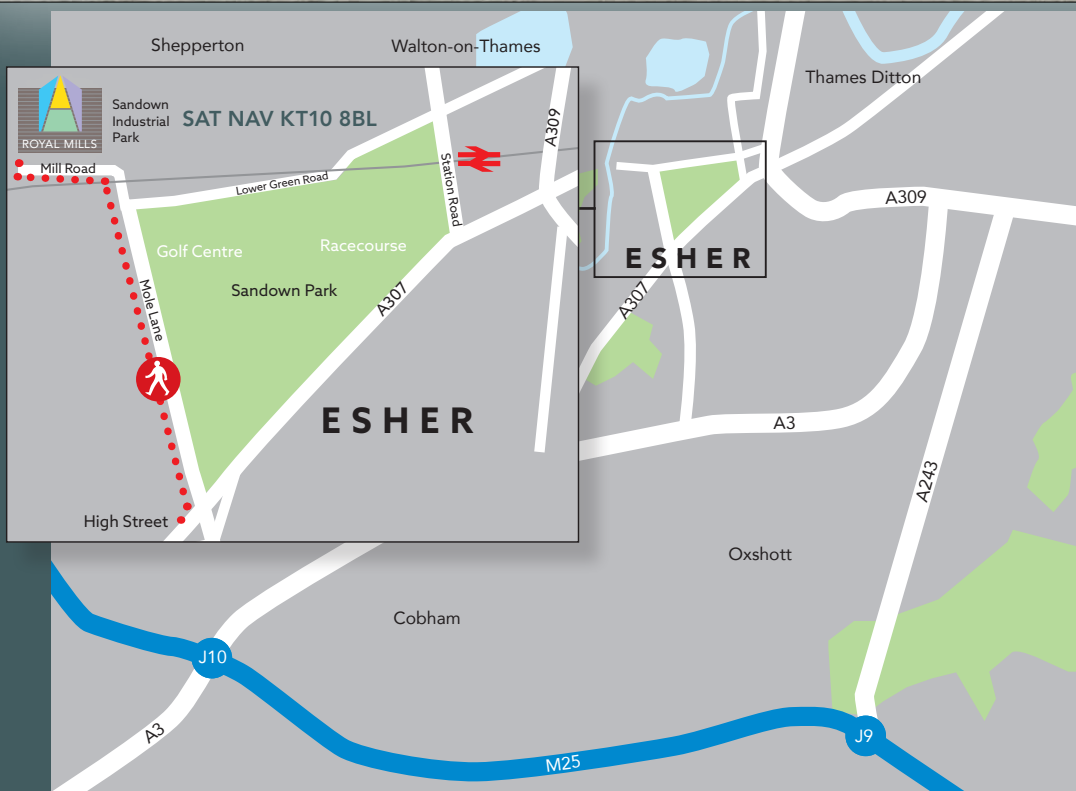 Shepperton
Walton-on-Thames
Thames Ditton
ROYAL MILLS
Sandown
Industrial
Park
SAT NAV KT10 8BL
A309
Mill Road
Station Road
Lower Green Road
A309
Golf Centre
Racecourse
ESHER
Sandown Park
A307
A307
Mole Lane
ESHER
A3
A243
High Street
Oxshott
Cobham
J10
A3
J9
M25